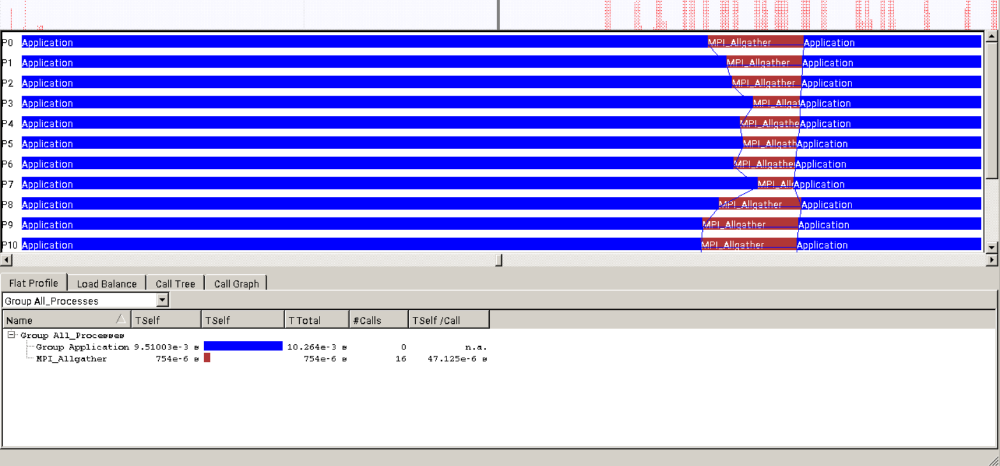 P0 Application MPI_Allgather Application
P1 Application MPI_Allgather Application
P2 Application MPI_Allgather Application
P3 Application MPI_Allgat Application
P4 Application MPI_Allgathe Application
P5 Application MPI_Allgath Application
P6 Application MPI_Allgathe Application
P7 Application MPI_All Application
P8 Application MPI_Allgather Application
P9 Application MPI_Allgather Application
P10 Application MPI_Allgather Application
Flat Profile Load Balance Call Tree Call Graph
Group All_Processes
Name TSelf TSelf TTotal #Calls TSelf /Call
Group All_Processes
Group Application 9.51003e-3 s 10.264e-3 s 0 n.a.
MPI_Allgather 754e-6 s 754e-6 s 16 47.125e-6 s